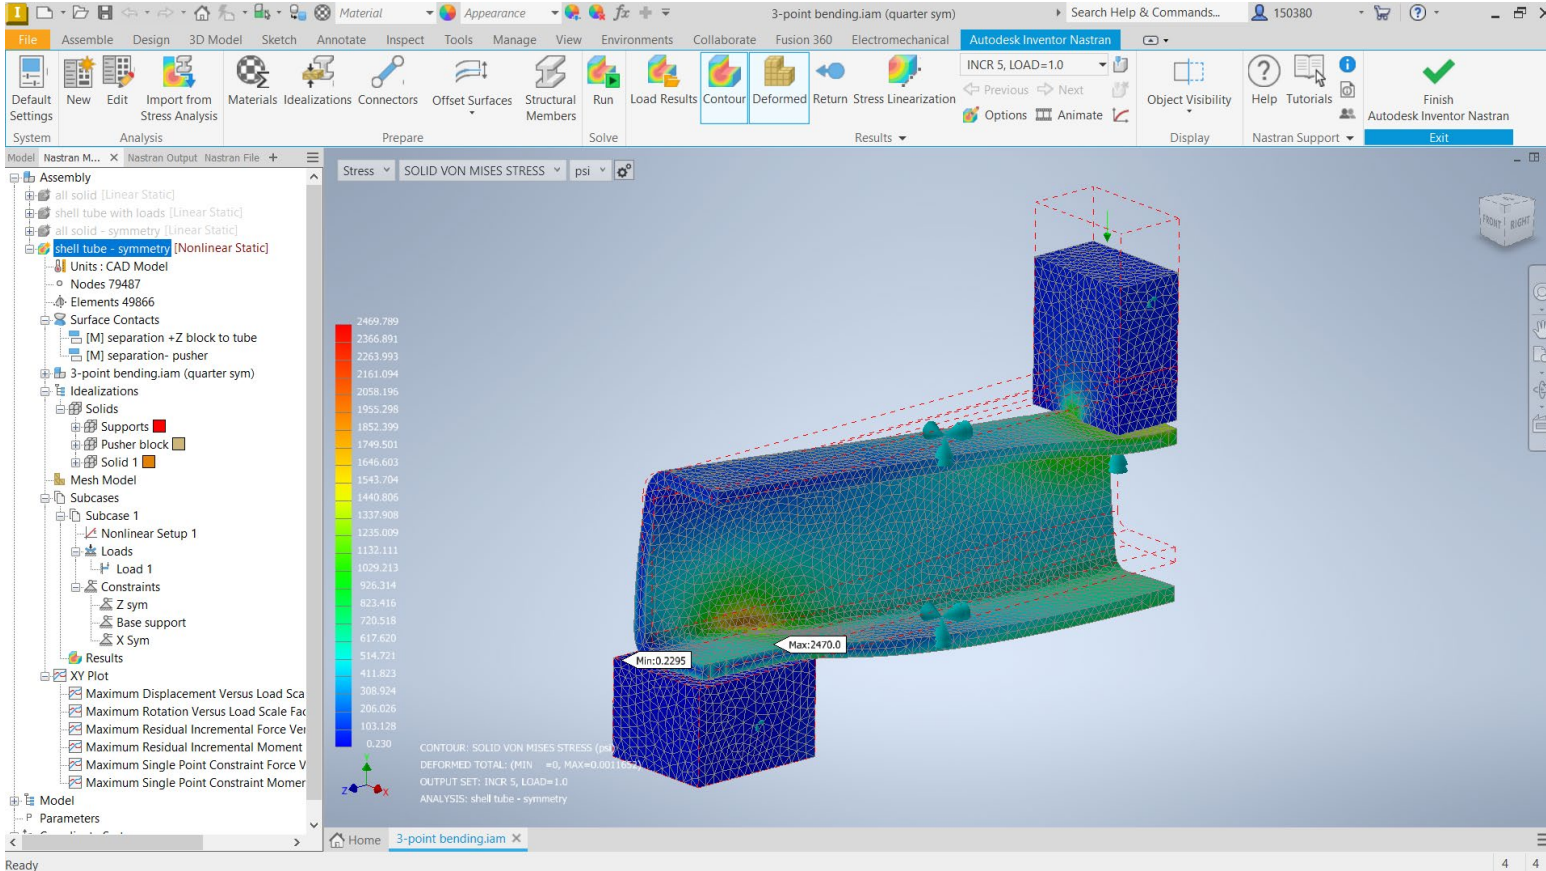 I Material Appearance fx 3-point bending.iam (quarter sym) Search Help & Commands... 150380
File Assemble Design 3D Model Sketch Annotate Inspect Tools Manage View Environments Collaborate Fusion 360 Electromechanical Autodesk Inventor Nastran
Default Settings New Edit Import from Stress Analysis Materials Idealizations Connectors Offset Surfaces Structural Members Run Load Results Contour Deformed Return Stress Linearization
INCR 5, LOAD=1.0
Previous Next
Options Animate
Object Visibility Help Tutorials Finish Autodesk Inventor Nastran
System Analysis Prepare Solve Results Display Nastran Support Exit
Model Nastran M... Nastran Output Nastran File +
Stress SOLID VON MISES STRESS psi
Assembly
all solid [Linear Static]
shell tube with loads [Linear Static]
all solid - symmetry [Linear Static]
shell tube - symmetry [Nonlinear Static]
Units : CAD Model
Nodes 79487
Elements 49866
Surface Contacts
[M] separation +Z block to tube
[M] separation- pusher
3-point bending.iam (quarter sym)
Idealizations
Solids
Supports
Pusher block
Solid 1
Mesh Model
Subcases
Subcase 1
Nonlinear Setup 1
Loads
Load 1
Constraints
Z sym
Base support
X Sym
Results
XY Plot
Maximum Displacement Versus Load Sca
Maximum Rotation Versus Load Scale Fac
Maximum Residual Incremental Force Ver
Maximum Residual Incremental Moment
Maximum Single Point Constraint Force V
Maximum Single Point Constraint Momer
Model
Parameters
2469.789
2366.891
2263.993
2161.094
2058.196
1955.298
1852.399
1749.501
1646.603
1543.704
1440.806
1337.908
1235.009
1132.111
1029.213
926.314
823.416
720.518
617.620
514.721
411.823
308.924
206.026
103.128
0.230
FRONT RIGHT
Max:2470.0
Min:0.2295
CONTOUR: SOLID VON MISES STRESS (psi)
DEFORMED TOTAL: (MIN =0, MAX=0.0011652)
OUTPUT SET: INCR 5, LOAD=1.0
ANALYSIS: shell tube - symmetry
Y
Z X
Home 3-point bending.iam
Ready 4 4